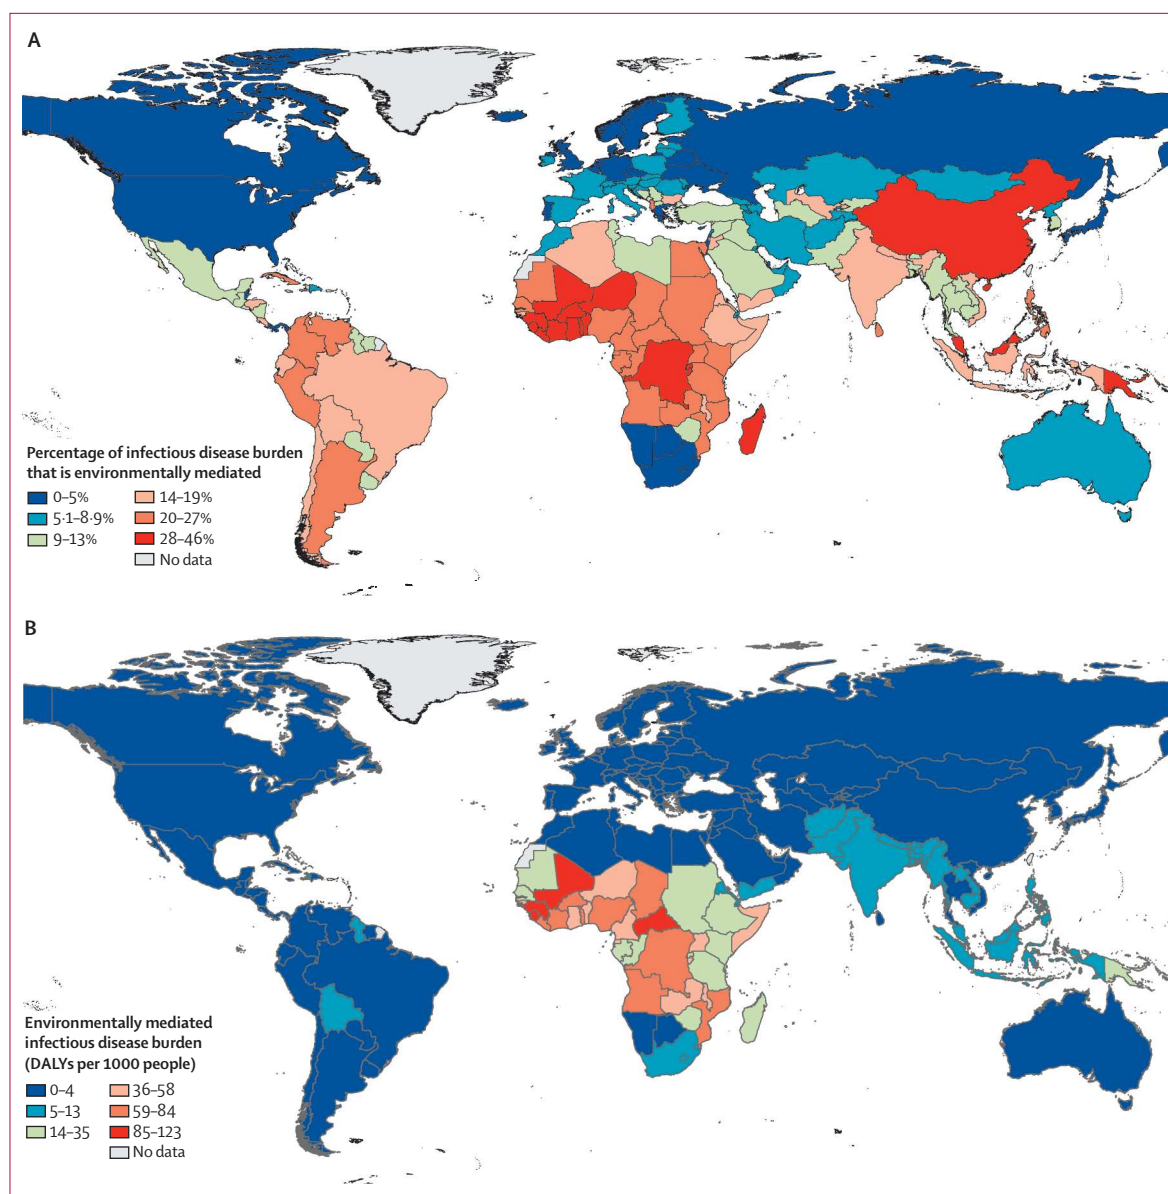 A
Percentage of infectious disease burden
that is environmentally mediated
0–5%
5·1–8·9%
9–13%
14–19%
20–27%
28–46%
No data
B
Environmentally mediated
infectious disease burden
(DALYs per 1000 people)
0–4
5–13
14–35
36–58
59–84
85–123
No data